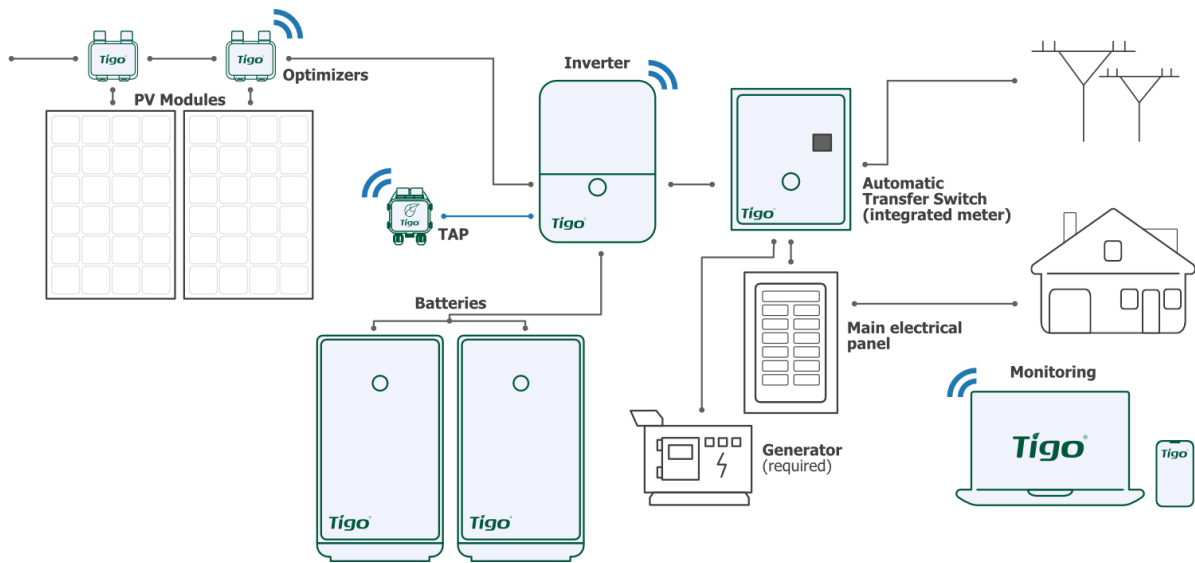 Tigo
Tigo
Optimizers
PV Modules
Inverter
Tigo
Tigo
TAP
Tigo
Automatic
Transfer Switch
(integrated meter)
Batteries
Tigo
Tigo
Main electrical
panel
Generator
(required)
Monitoring
Tigo
Tigo